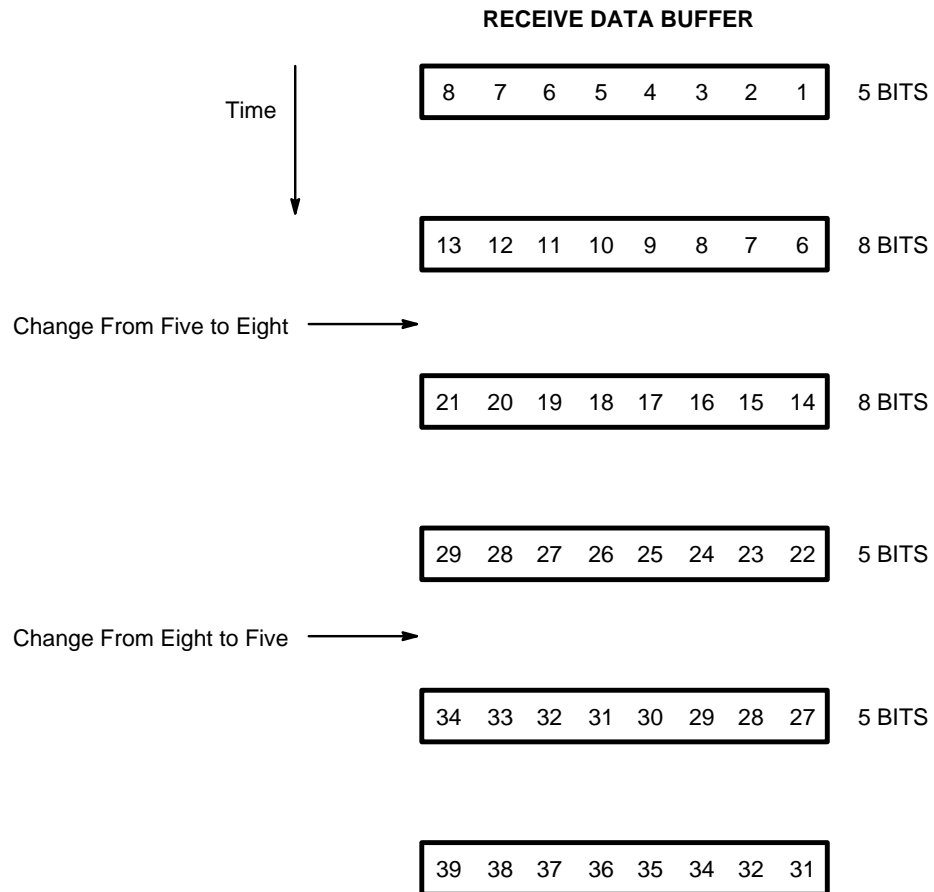 RECEIVE DATA BUFFER
8 7 6 5 4 3 2 1 5 BITS
Time
13 12 11 10 9 8 7 6 8 BITS
Change From Five to Eight
21 20 19 18 17 16 15 14 8 BITS
29 28 27 26 25 24 23 22 5 BITS
Change From Eight to Five
34 33 32 31 30 29 28 27 5 BITS
39 38 37 36 35 34 32 31